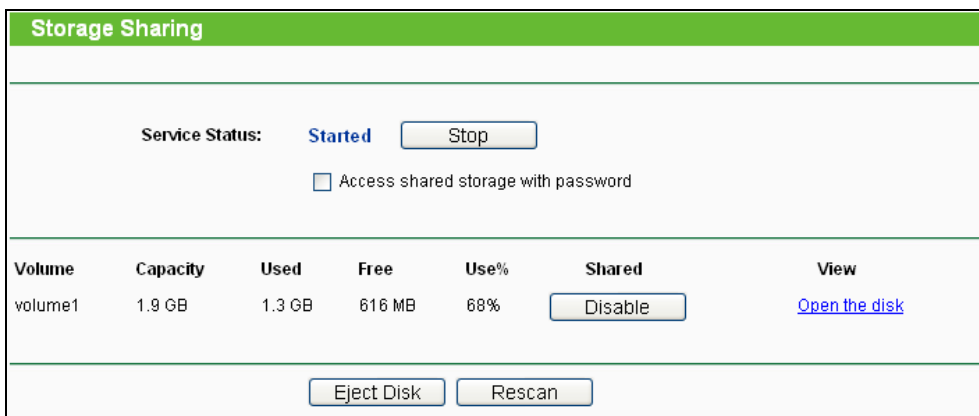 Storage Sharing
Service Status: Started Stop
Access shared storage with password
Volume Capacity Used Free Use% Shared View
volume1 1.9 GB 1.3 GB 616 MB 68% Disable Open the disk
Eject Disk Rescan